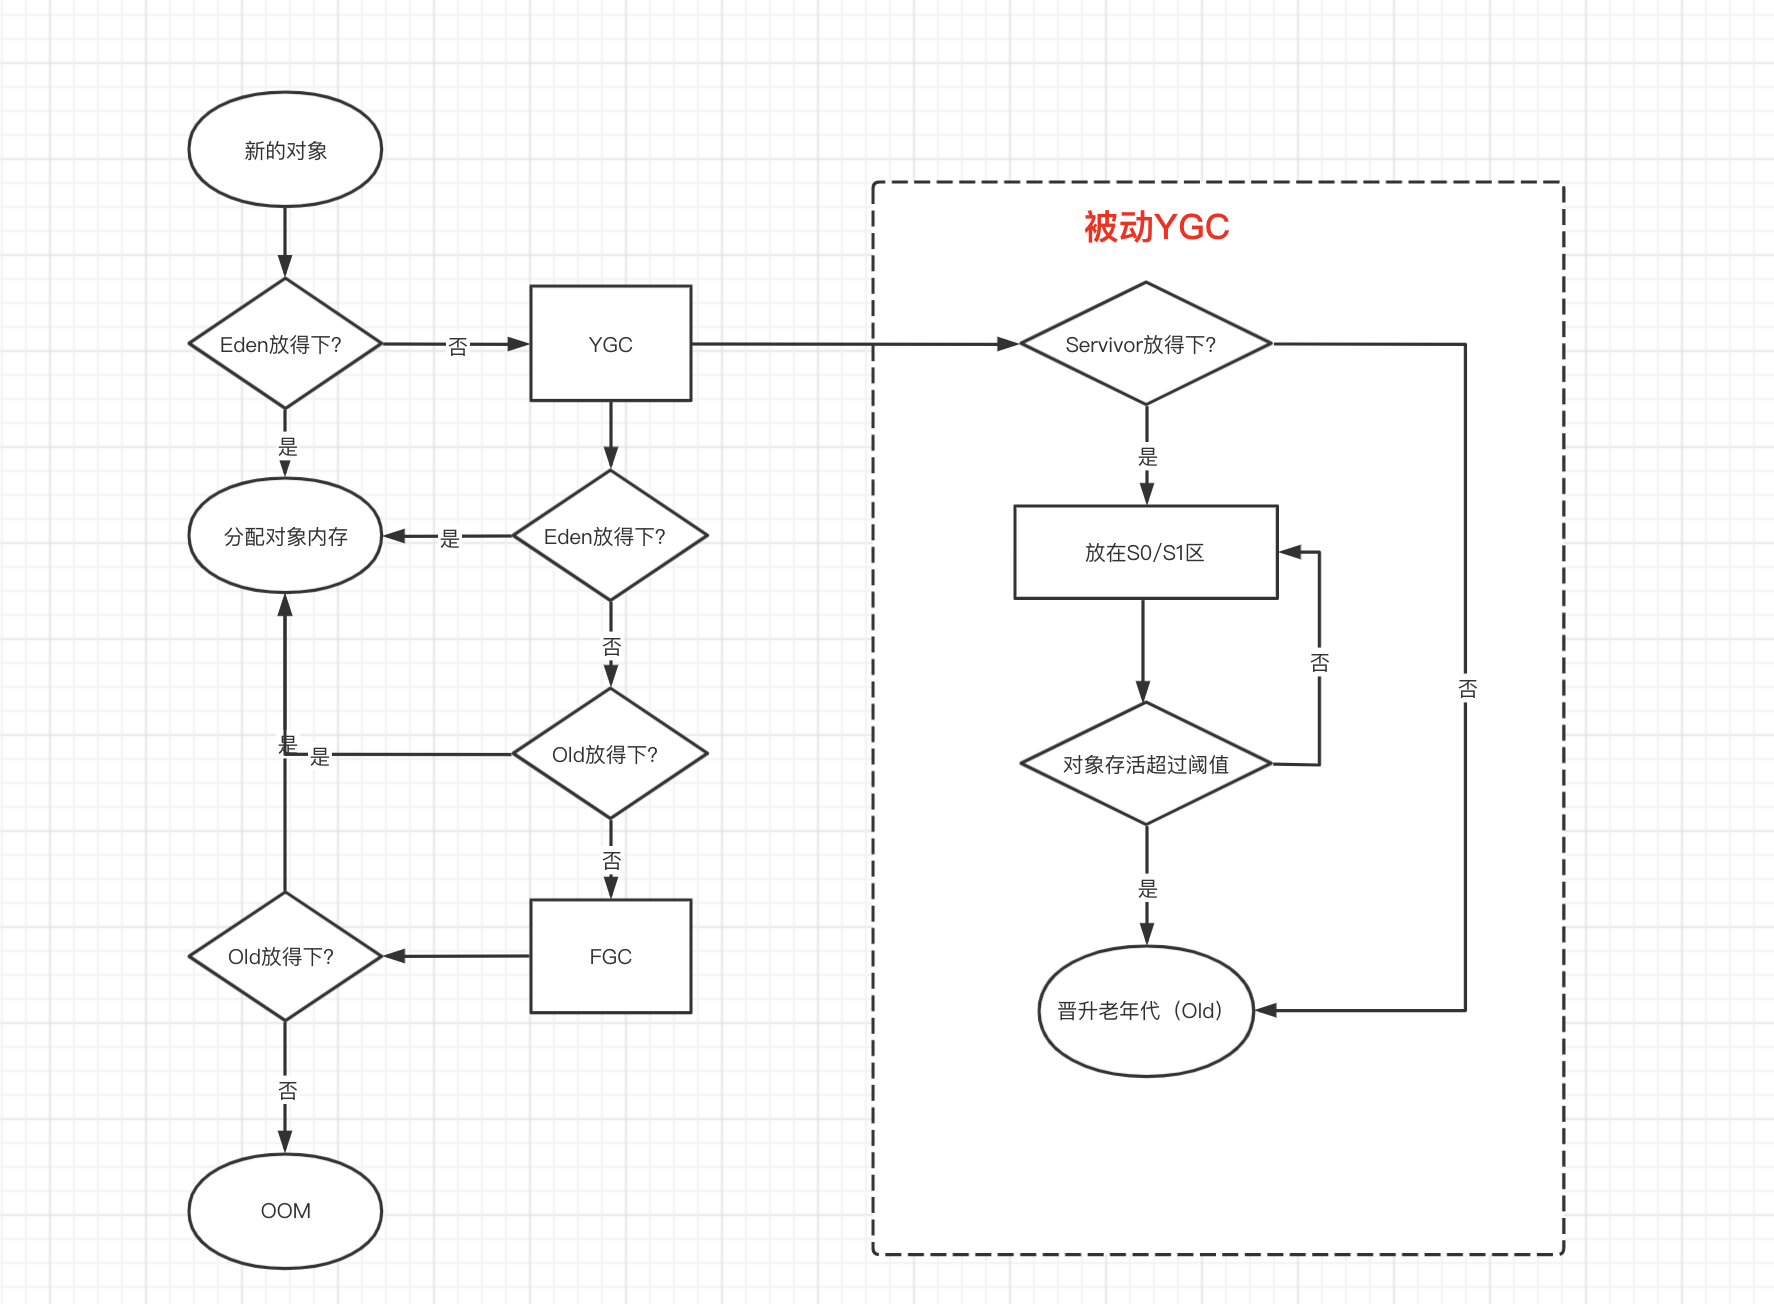 新的对象
被动YGC
Eden放得下?
否
YGC
Servivor放得下?
是
是
分配对象内存
是
Eden放得下?
放在S0/S1区
否
否
否
是
是
Old放得下?
对象存活超过阈值
否
是
Old放得下?
FGC
晋升老年代（Old）
否
OOM